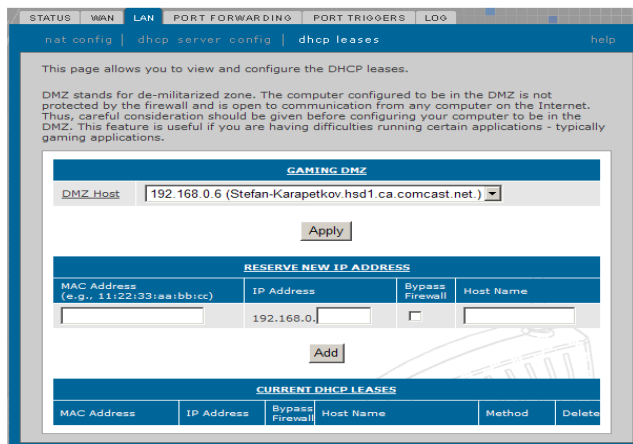 STATUS WAN LAN PORT FORWARDING PORT TRIGGERS LOG
nat config | dhcp server config | dhcp leases help
This page allows you to view and configure the DHCP leases.
DMZ stands for de-militarized zone. The computer configured to be in the DMZ is not
protected by the firewall and is open to communication from any computer on the Internet.
Thus, careful consideration should be given before configuring your computer to be in the
DMZ. This feature is useful if you are having difficulties running certain applications - typically
gaming applications.
GAMING DMZ
DMZ Host 192.168.0.6 (Stefan-Karapetkov.hsd1.ca.comcast.net.)
Apply
RESERVE NEW IP ADDRESS
MAC Address
(e.g., 11:22:33:aa:bb:cc) IP Address Bypass Firewall Host Name
192.168.0.
Add
CURRENT DHCP LEASES
MAC Address IP Address Bypass Firewall Host Name Method Delete